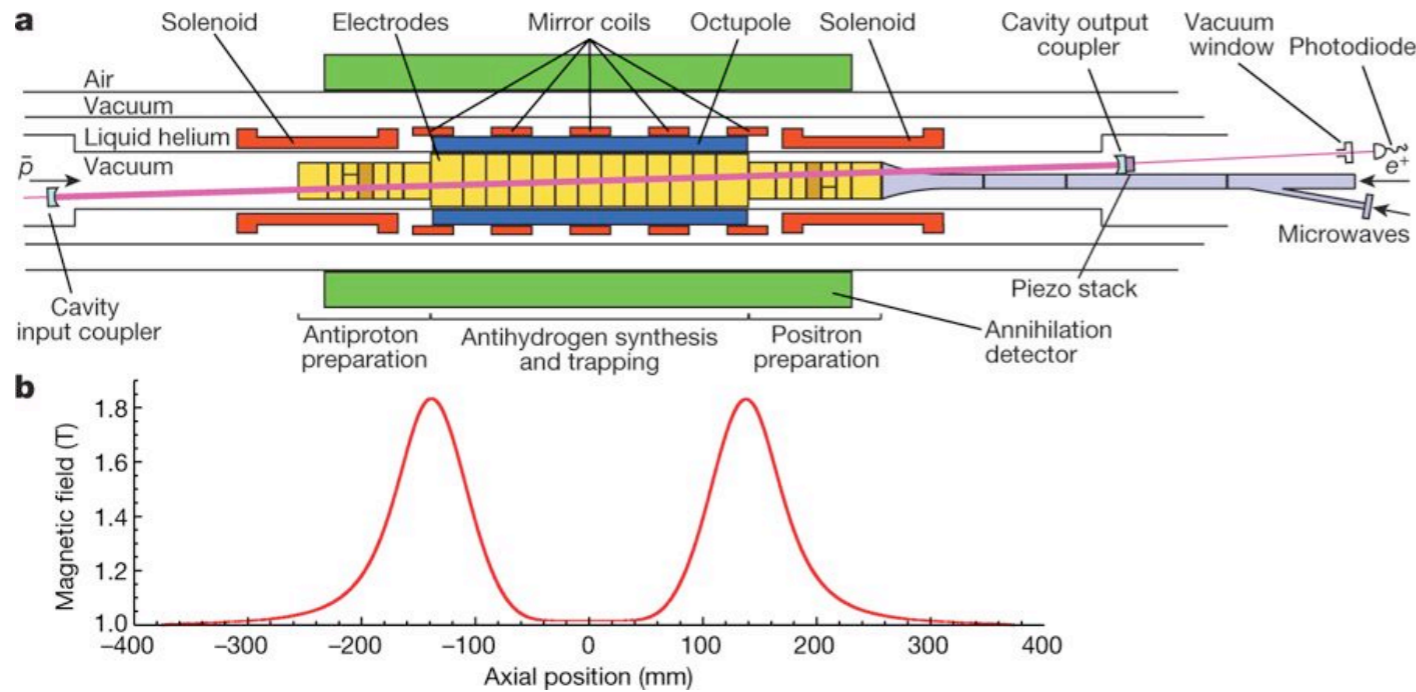 a
Solenoid
Electrodes
Mirror coils
Octupole
Solenoid
Cavity output
coupler
Vacuum
window
Photodiode
Air
Vacuum
Liquid helium
Vacuum
p̄
e⁺
Microwaves
Cavity
input coupler
Antiproton
preparation
Antihydrogen synthesis
and trapping
Positron
preparation
Piezo stack
Annihilation
detector
b
Magnetic field (T)
1.8
1.6
1.4
1.2
1.0
–400
–300
–200
–100
0
100
200
300
400
Axial position (mm)